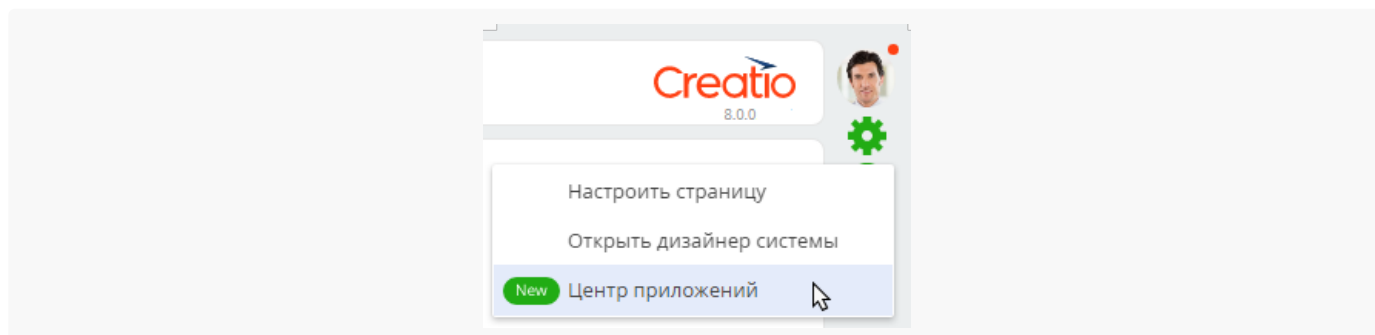 Creatio
8.0.0
Настроить страницу
Открыть дизайнер системы
New Центр приложений